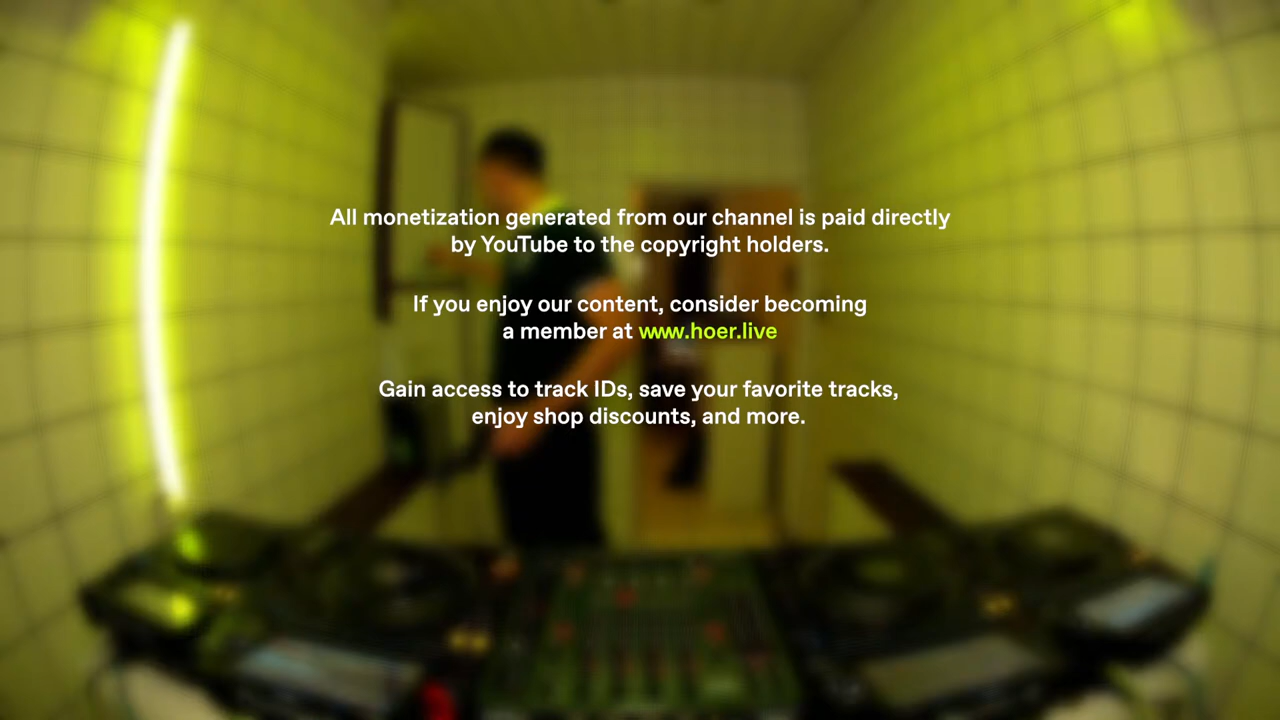 All monetization generated from our channel is paid directly
by YouTube to the copyright holders.
If you enjoy our content, consider becoming
a member at www.hoer.live
Gain access to track IDs, save your favorite tracks,
enjoy shop discounts, and more.